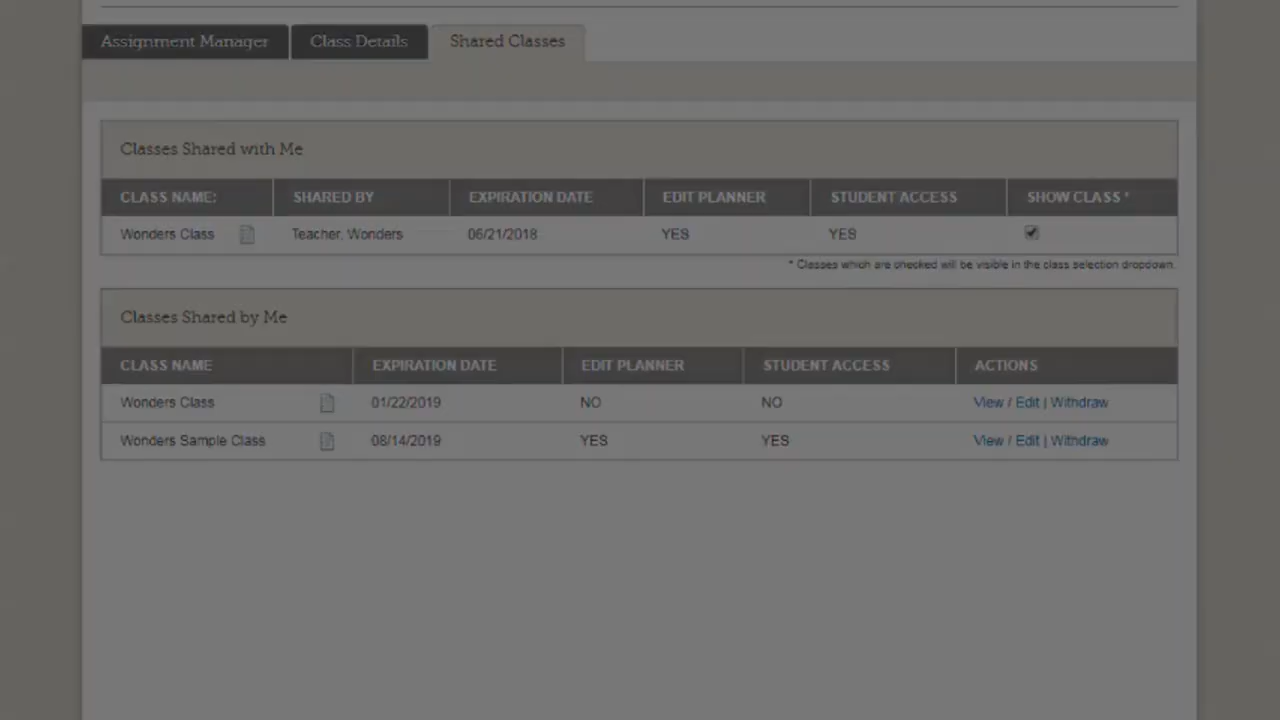 Assignment Manager Class Details Shared Classes
Classes Shared with Me
CLASS NAME: SHARED BY EXPIRATION DATE EDIT PLANNER STUDENT ACCESS SHOW CLASS *
Wonders Class Teacher, Wonders 06/21/2018 YES YES
* Classes which are checked will be visible in the class selection dropdown.
Classes Shared by Me
CLASS NAME EXPIRATION DATE EDIT PLANNER STUDENT ACCESS ACTIONS
Wonders Class 01/22/2019 NO NO View / Edit | Withdraw
Wonders Sample Class 08/14/2019 YES YES View / Edit | Withdraw